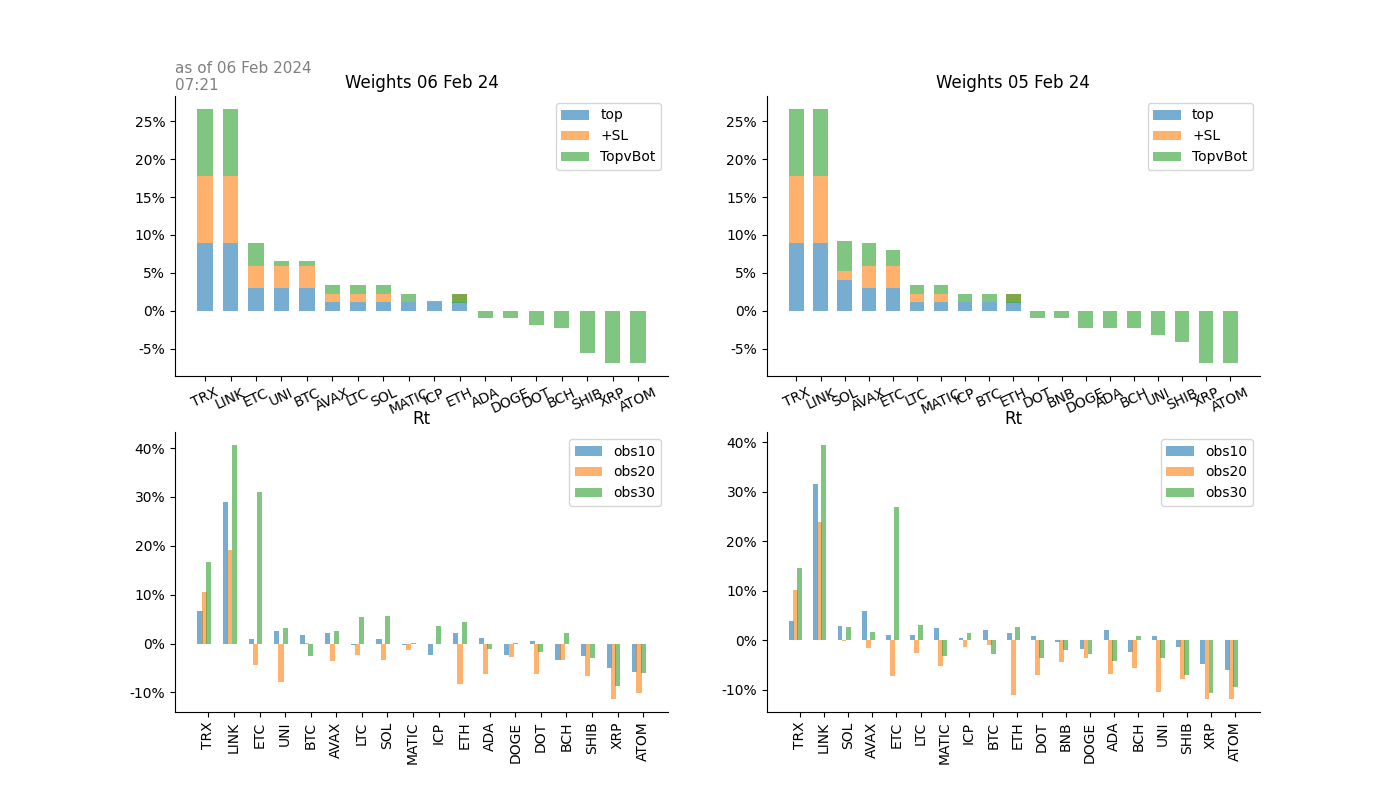 as of 06 Feb 2024
07:21
Weights 06 Feb 24
25%
20%
15%
10%
5%
0%
-5%
top
+SL
TopvBot
TRX LINK ETC UNI BTC AVAX LTC SOL MATIC ICP ETH ADA DOGE DOT BCH SHIB XRP ATOM
Weights 05 Feb 24
25%
20%
15%
10%
5%
0%
-5%
top
+SL
TopvBot
TRX LINK SOL AVAX ETC LTC MATIC ICP BTC ETH DOT BNB DOGE ADA BCH UNI SHIB XRP ATOM
Rt
40%
30%
20%
10%
0%
-10%
obs10
obs20
obs30
TRX LINK ETC UNI BTC AVAX LTC SOL MATIC ICP ETH ADA DOGE DOT BCH SHIB XRP ATOM
Rt
40%
30%
20%
10%
0%
-10%
obs10
obs20
obs30
TRX LINK SOL AVAX ETC LTC MATIC ICP BTC ETH DOT BNB DOGE ADA BCH UNI SHIB XRP ATOM